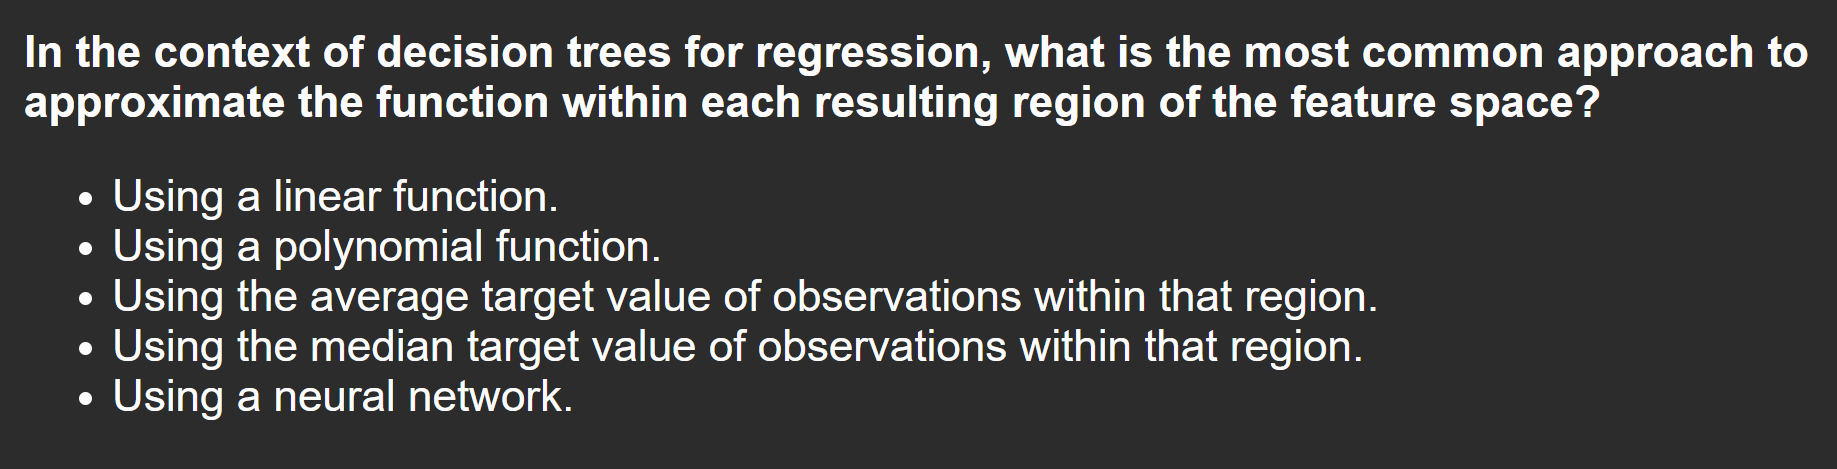 In the context of decision trees for regression, what is the most common approach to
approximate the function within each resulting region of the feature space?
• Using a linear function.
• Using a polynomial function.
• Using the average target value of observations within that region.
• Using the median target value of observations within that region.
• Using a neural network.